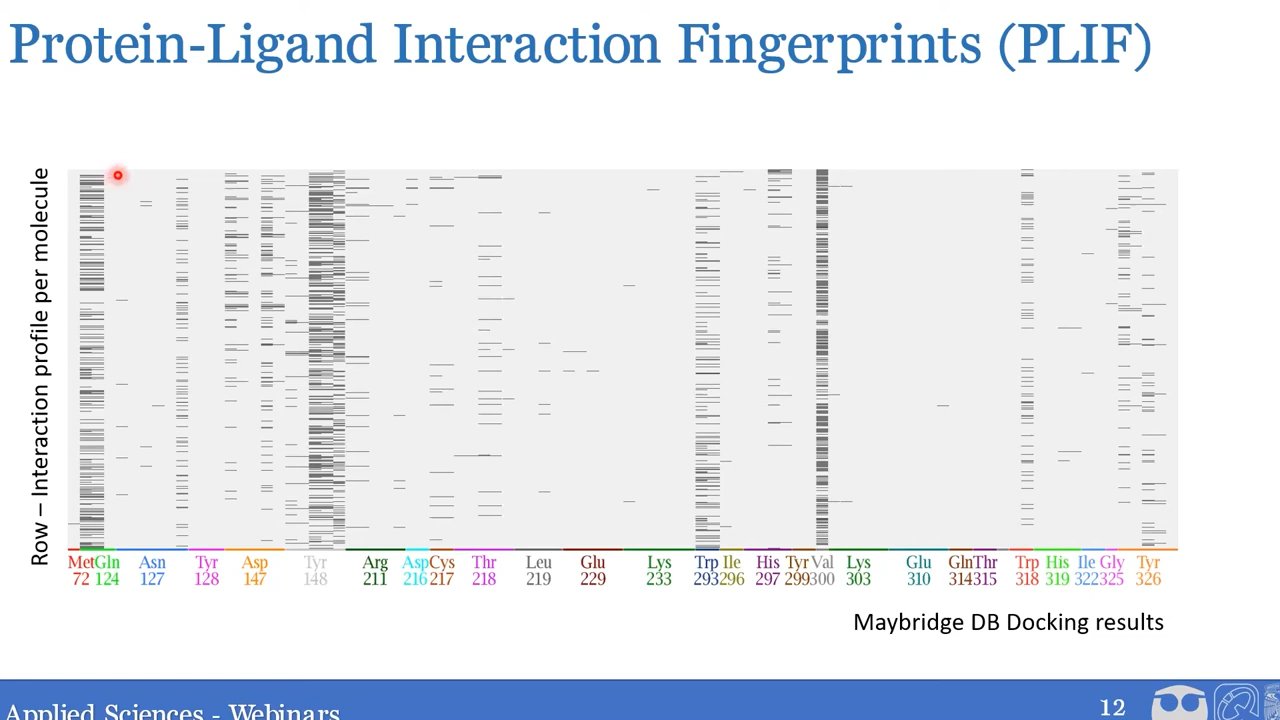 Protein-Ligand Interaction Fingerprints (PLIF)
Row – Interaction profile per molecule
Met Gln Asn Tyr Asp Tyr Arg Asp Cys Thr Leu Glu Lys Trp Ile His Tyr Val Lys Glu Gln Thr Trp His Ile Gly Tyr
72 124 127 128 147 148 211 216 217 218 219 229 233 293 296 297 299 300 303 310 314 315 318 319 322 325 326
Maybridge DB Docking results
Applied Sciences - Webinars
12